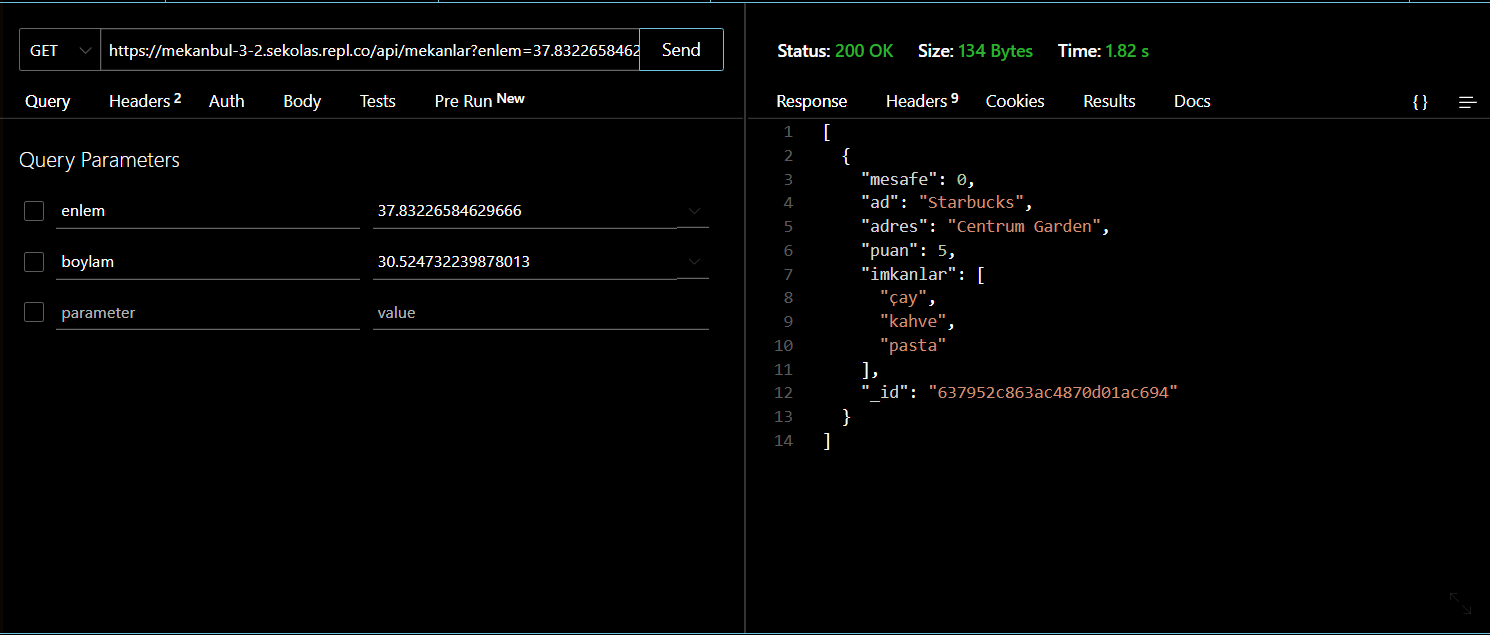 GET https://mekanbul-3-2.sekolas.repl.co/api/mekanlar?enlem=37.8322658462 Send
Query Headers 2 Auth Body Tests Pre Run New
Query Parameters
enlem 37.83226584629666
boylam 30.524732239878013
parameter value
Status: 200 OK Size: 134 Bytes Time: 1.82 s
Response Headers 9 Cookies Results Docs {}
1 [
2 {
3 "mesafe": 0,
4 "ad": "Starbucks",
5 "adres": "Centrum Garden",
6 "puan": 5,
7 "imkanlar": [
8 "çay",
9 "kahve",
10 "pasta"
11 ],
12 "_id": "637952c863ac4870d01ac694"
13 }
14 ]